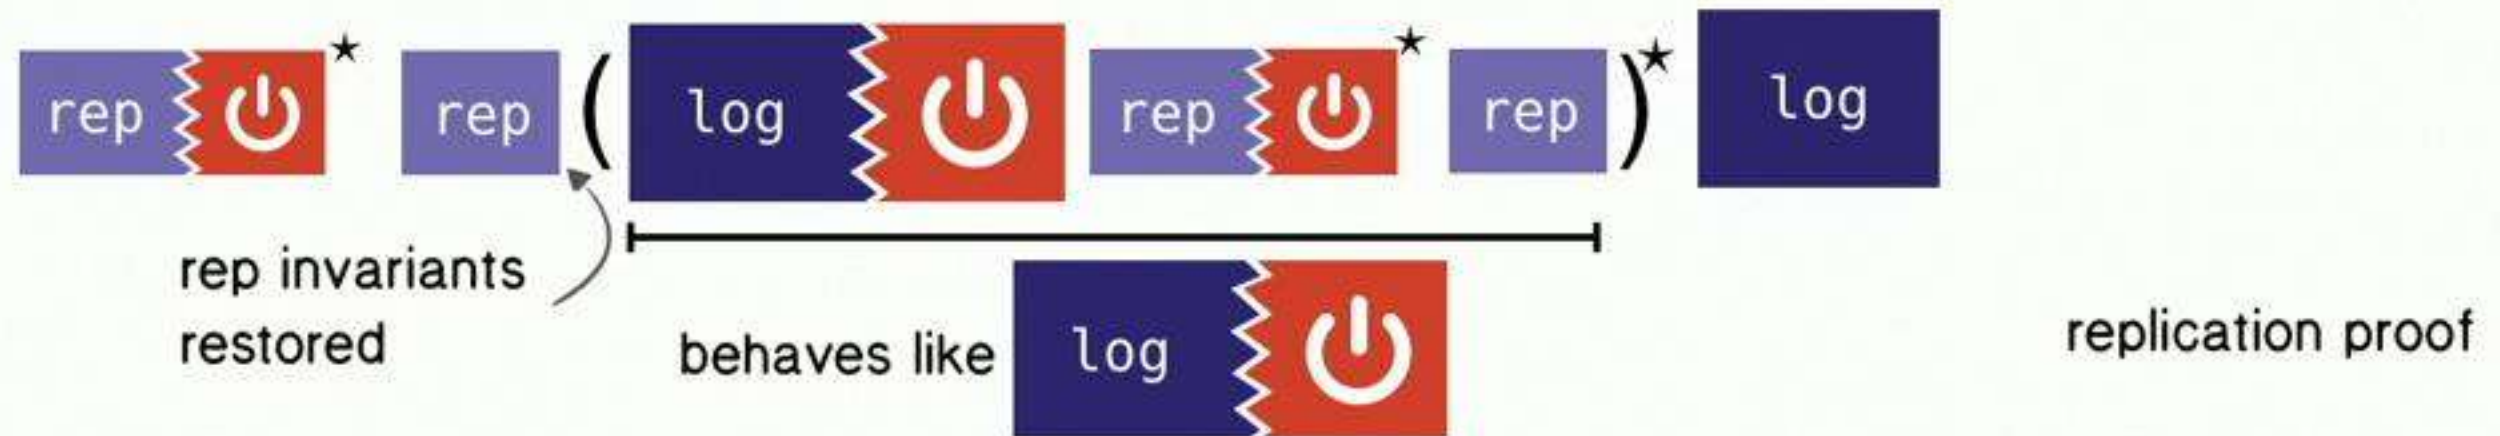 rep ★ rep ( log rep ★ rep ) ★ log
rep invariants
restored
behaves like log
replication proof